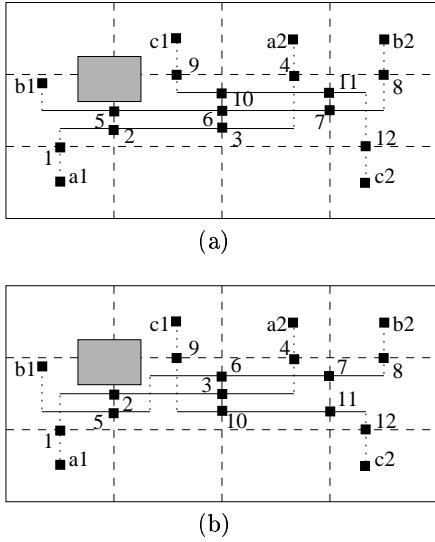 c1 a2 b2
9 4 11 8
b1 10
5 2 6 3 7 12
1 a1 c2
(a)
c1 a2 b2
9 4 8
b1 6 7
2 3
5 10 11 12
1 a1 c2
(b)